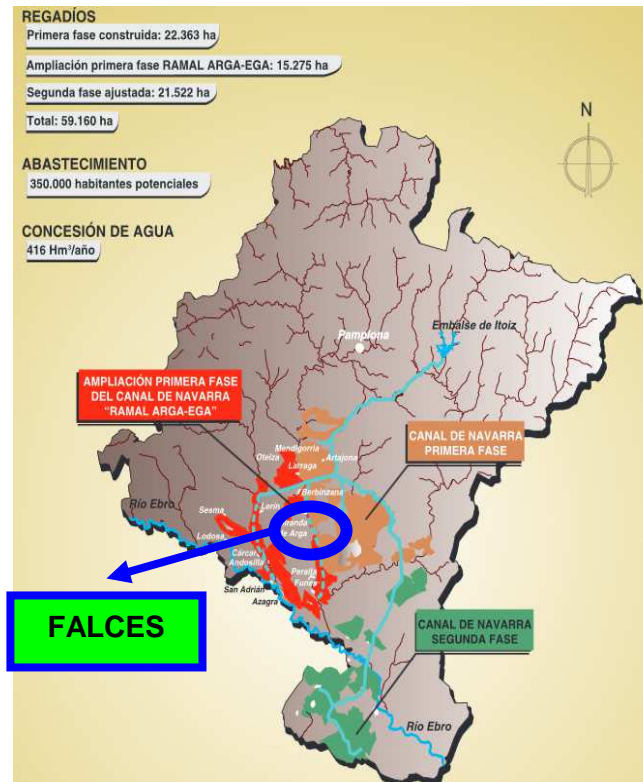 REGADÍOS
Primera fase construida: 22.363 ha
Ampliación primera fase RAMAL ARGA-EGA: 15.275 ha
Segunda fase ajustada: 21.522 ha
Total: 59.160 ha
ABASTECIMIENTO
350.000 habitantes potenciales
CONCESIÓN DE AGUA
416 Hm³/año
N
Pamplona
Embalse de Itoiz
AMPLIACIÓN PRIMERA FASE
DEL CANAL DE NAVARRA
“RAMAL ARGA-EGA”
CANAL DE NAVARRA
PRIMERA FASE
Mendigorría
Oteiza
Artajona
Larraga
Berbinzana
Lerín
Sesma
Río Ebro
Lodosa
Cárcar
Andosilla
San Adrián
Azagra
Peralta
Funes
FALCES
CANAL DE NAVARRA
SEGUNDA FASE
Río Ebro